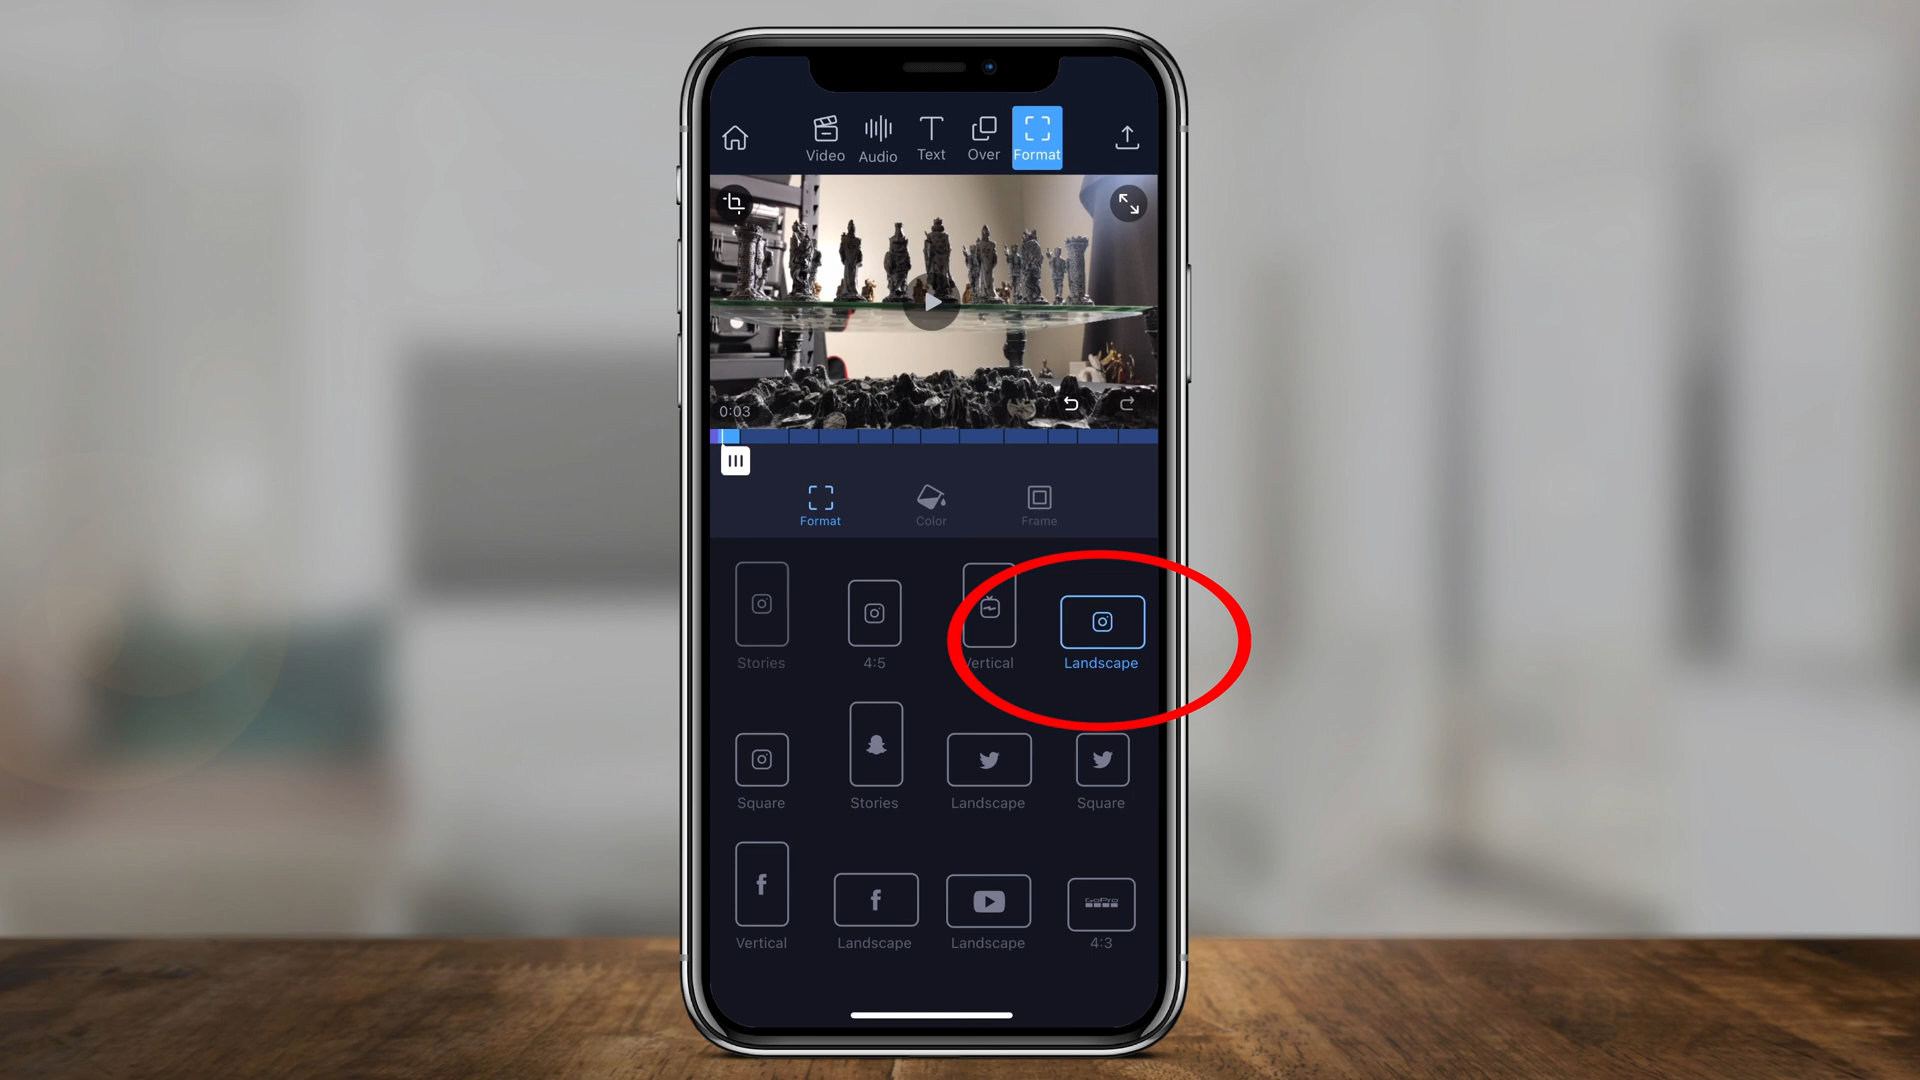 Video Audio Text Over Format
0:03
Format Color Frame
Stories 4:5 Vertical Landscape
Square Stories Landscape Square
GoPro
Vertical Landscape Landscape 4:3